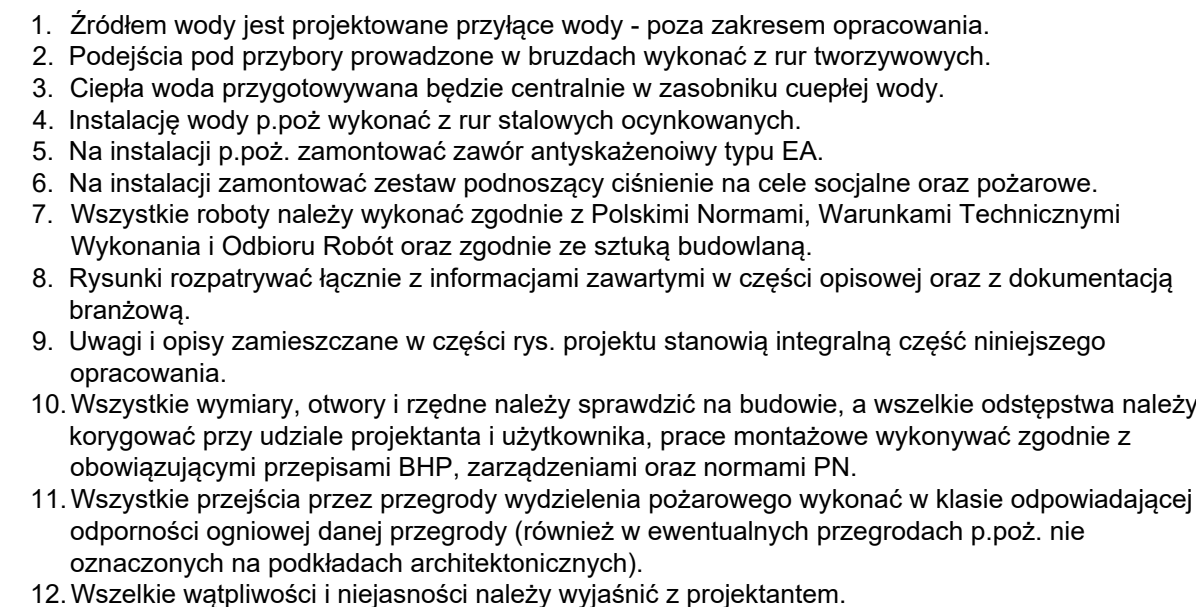 1. Źródłem wody jest projektowane przyłące wody - poza zakresem opracowania.
2. Podejścia pod przybory prowadzone w bruzdach wykonać z rur tworzywowych.
3. Ciepła woda przygotowywana będzie centralnie w zasobniku cuepłej wody.
4. Instalację wody p.poż wykonać z rur stalowych ocynkowanych.
5. Na instalacji p.poż. zamontować zawór antyskażenoiwy typu EA.
6. Na instalacji zamontować zestaw podnoszący ciśnienie na cele socjalne oraz pożarowe.
7. Wszystkie roboty należy wykonać zgodnie z Polskimi Normami, Warunkami Technicznymi
Wykonania i Odbioru Robót oraz zgodnie ze sztuką budowlaną.
8. Rysunki rozpatrywać łącznie z informacjami zawartymi w części opisowej oraz z dokumentacją
branżową.
9. Uwagi i opisy zamieszczane w części rys. projektu stanowią integralną część niniejszego
opracowania.
10. Wszystkie wymiary, otwory i rzędne należy sprawdzić na budowie, a wszelkie odstępstwa należy
korygować przy udziale projektanta i użytkownika, prace montażowe wykonywać zgodnie z
obowiązującymi przepisami BHP, zarządzeniami oraz normami PN.
11. Wszystkie przejścia przez przegrody wydzielenia pożarowego wykonać w klasie odpowiadającej
odporności ogniowej danej przegrody (również w ewentualnych przegrodach p.poż. nie
oznaczonych na podkładach architektonicznych).
12. Wszelkie wątpliwości i niejasności należy wyjaśnić z projektantem.